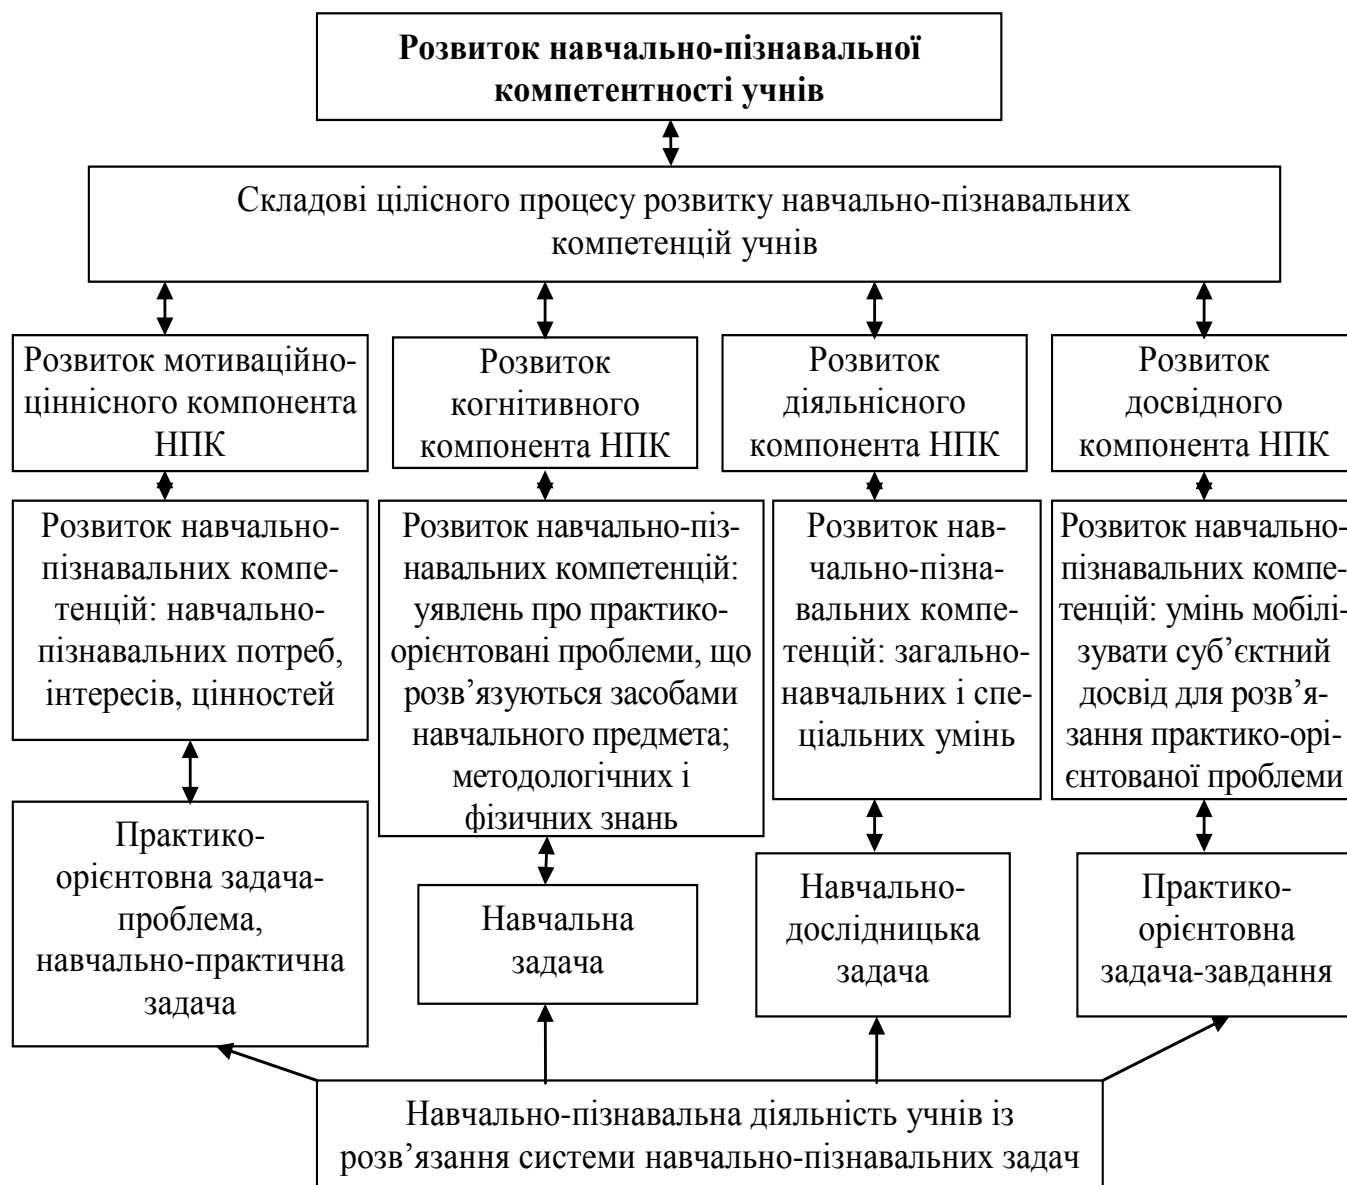 Розвиток навчально-пізнавальної
компетентності учнів
Складові цілісного процесу розвитку навчально-пізнавальних
компетенцій учнів
Розвиток мотиваційно-
ціннісного компонента
НПК
Розвиток
когнітивного
компонента НПК
Розвиток
діяльнісного
компонента НПК
Розвиток
досвідного
компонента НПК
Розвиток навчально-
пізнавальних компе-
тенцій: навчально-
пізнавальних потреб,
інтересів, цінностей
Розвиток навчально-піз-
навальних компетенцій:
уявлень про практико-
орієнтовані проблеми, що
розв’язуються засобами
навчального предмета;
методологічних і
фізичних знань
Розвиток нав-
чально-пізна-
вальних компе-
тенцій: загально-
навчальних і спе-
ціальних умінь
Розвиток навчально-
пізнавальних компе-
тенцій: умінь мобілі-
зувати суб’єктний
досвід для розв’я-
зання практико-орі-
єнтованої проблеми
Практико-
орієнтовна задача-
проблема,
навчально-практична
задача
Навчальна
задача
Навчально-
дослідницька
задача
Практико-
орієнтовна
задача-завдання
Навчально-пізнавальна діяльність учнів із
розв’язання системи навчально-пізнавальних задач